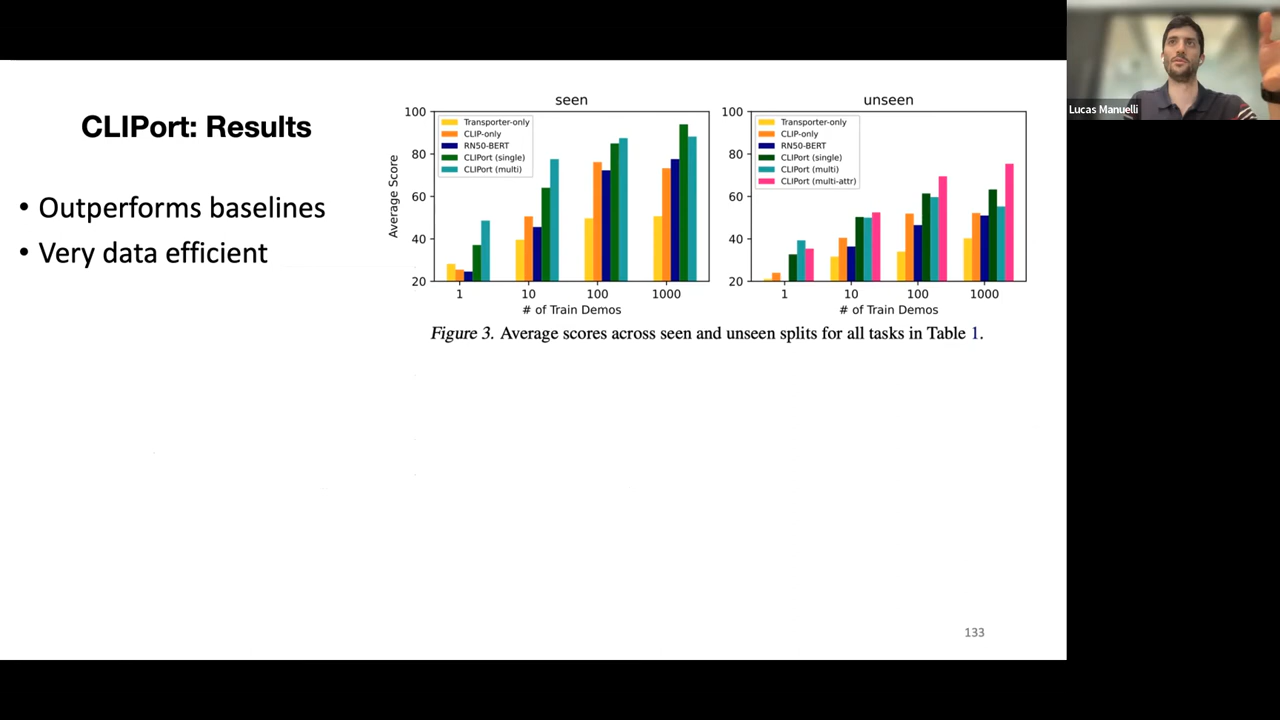 CLIPort: Results
• Outperforms baselines
• Very data efficient
seen
Average Score
100
80
60
40
20
Transporter-only
CLIP-only
RN50-BERT
CLIPort (single)
CLIPort (multi)
1 10 100 1000
# of Train Demos
unseen
100
80
60
40
20
Transporter-only
CLIP-only
RN50-BERT
CLIPort (single)
CLIPort (multi)
CLIPort (multi-attr)
1 10 100 1000
# of Train Demos
Figure 3. Average scores across seen and unseen splits for all tasks in Table 1.
133
Lucas Manuelli